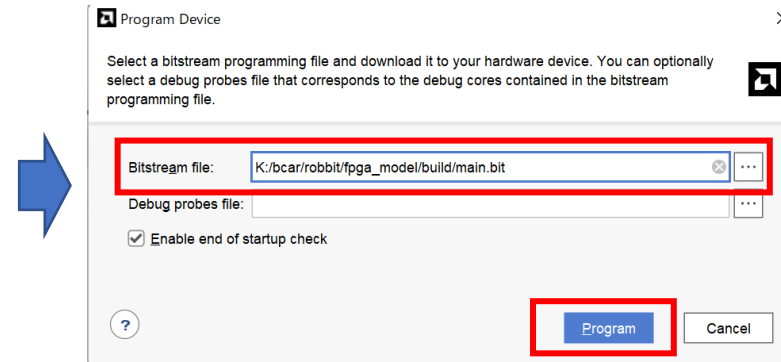 Program Device
Select a bitstream programming file and download it to your hardware device. You can optionally
select a debug probes file that corresponds to the debug cores contained in the bitstream
programming file.
Bitstream file: K:/bcar/robbit/fpga_model/build/main.bit ...
Debug probes file: ...
Enable end of startup check
? Program Cancel